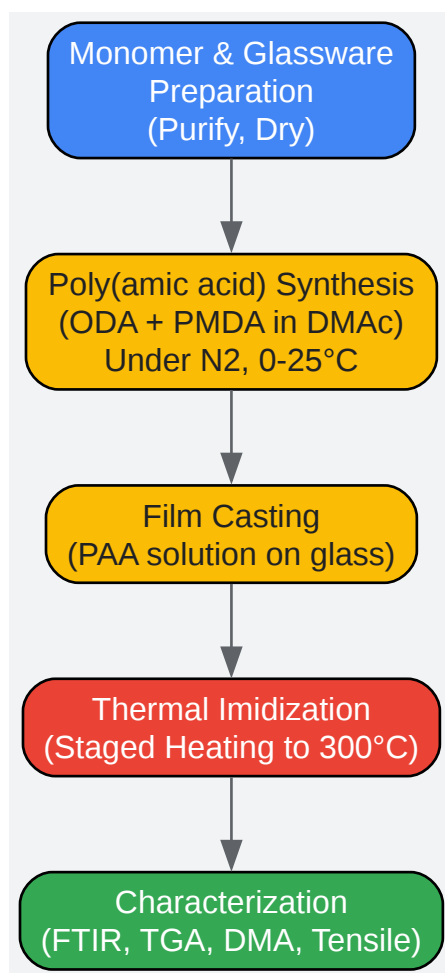 Monomer & Glassware
Preparation
(Purify, Dry)
Poly(amic acid) Synthesis
(ODA + PMDA in DMAc)
Under N2, 0-25°C
Film Casting
(PAA solution on glass)
Thermal Imidization
(Staged Heating to 300°C)
Characterization
(FTIR, TGA, DMA, Tensile)